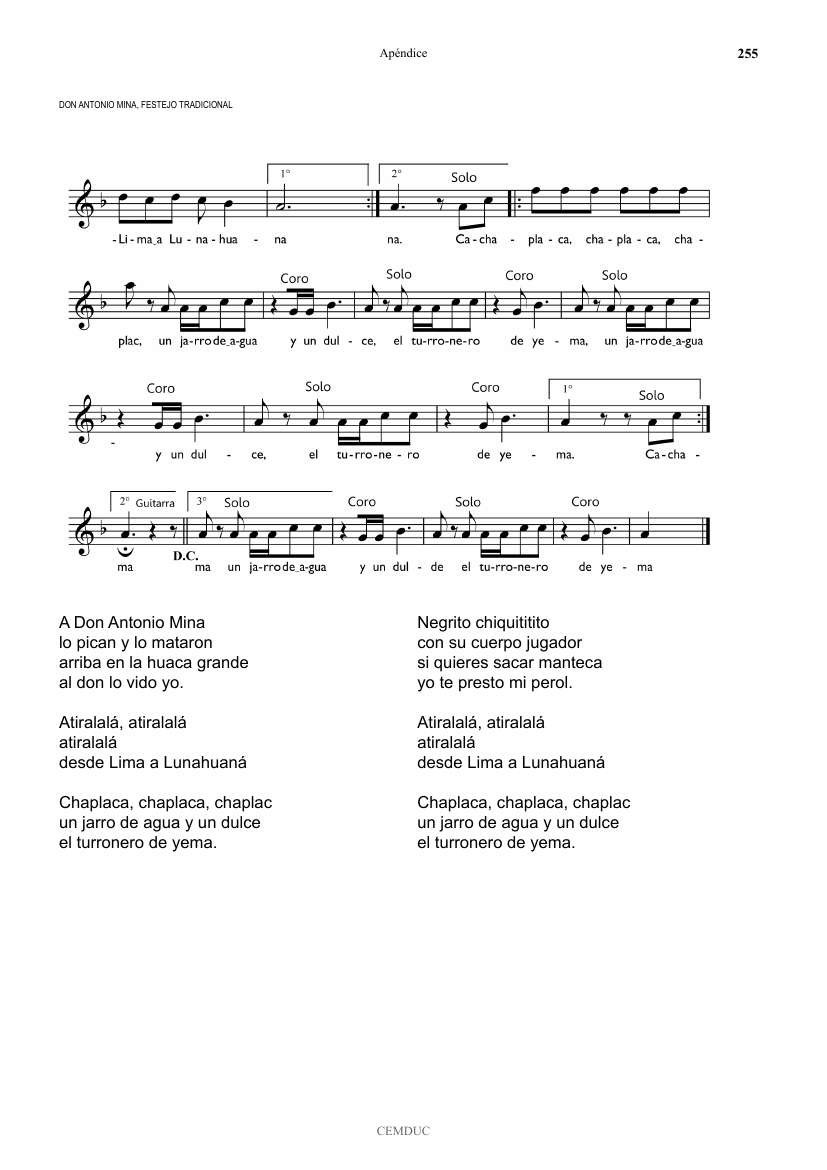 Apéndice 255
DON ANTONIO MINA, FESTEJO TRADICIONAL
1° 2° Solo
- Li - ma_a Lu - na - hua - na na. Ca - cha - pla - ca, cha - pla - ca, cha -
Coro Solo Coro Solo
plac, un ja-rro de_a-gua y un dul - ce, el tu-rro-ne-ro de ye - ma, un ja-rro de_a-gua
Coro Solo Coro 1° Solo
- y un dul - ce, el tu-rro-ne - ro de ye - ma. Ca - cha -
2° Guitarra 3° Solo Coro Solo Coro
D.C.
ma ma un ja-rro de_a-gua y un dul - de el tu-rro-ne-ro de ye - ma
A Don Antonio Mina
lo pican y lo mataron
arriba en la huaca grande
al don lo vido yo.
Atiralalá, atiralalá
atiralalá
desde Lima a Lunahuaná
Chaplaca, chaplaca, chaplac
un jarro de agua y un dulce
el turronero de yema.
Negrito chiquititito
con su cuerpo jugador
si quieres sacar manteca
yo te presto mi perol.
Atiralalá, atiralalá
atiralalá
desde Lima a Lunahuaná
Chaplaca, chaplaca, chaplac
un jarro de agua y un dulce
el turronero de yema.
CEMDUC